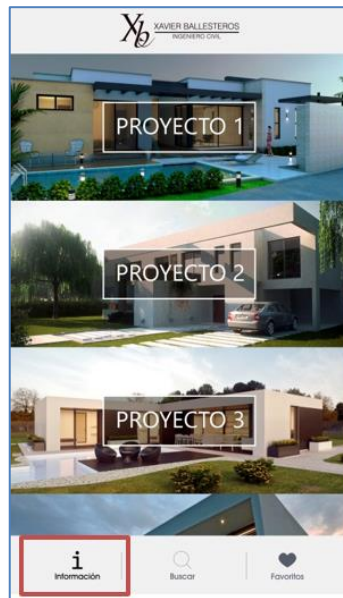 Xb
XAVIER BALLESTEROS
INGENIERO CIVIL
PROYECTO 1
PROYECTO 2
PROYECTO 3
i
Información
Buscar
Favoritos